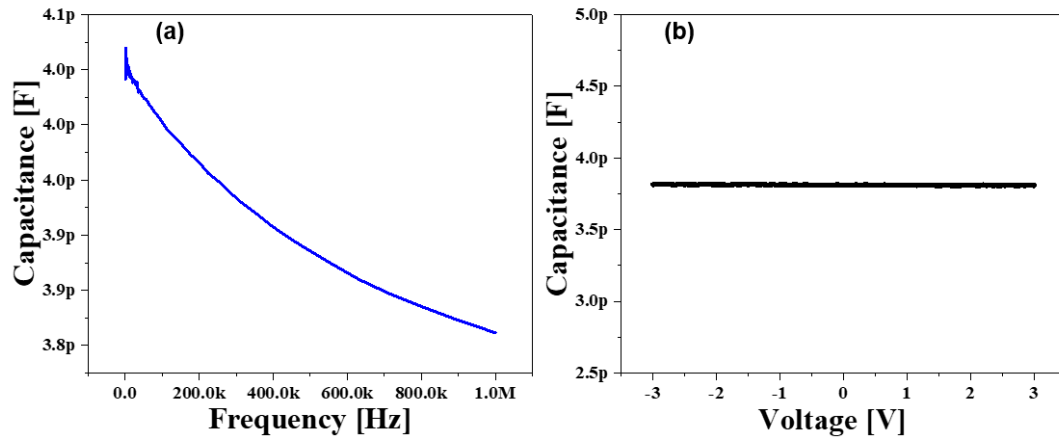 (a)
Capacitance [F]
4.1p
4.0p
4.0p
4.0p
3.9p
3.9p
3.8p
0.0 200.0k 400.0k 600.0k 800.0k 1.0M
Frequency [Hz]
(b)
Capacitance [F]
5.0p
4.5p
4.0p
3.5p
3.0p
2.5p
-3 -2 -1 0 1 2 3
Voltage [V]